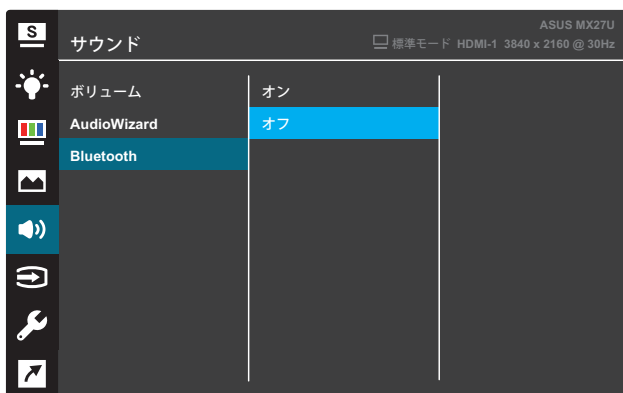 S
ASUS MX27U
サウンド
標準モード HDMI-1 3840 x 2160 @ 30Hz
ボリューム オン
AudioWizard オフ
Bluetooth